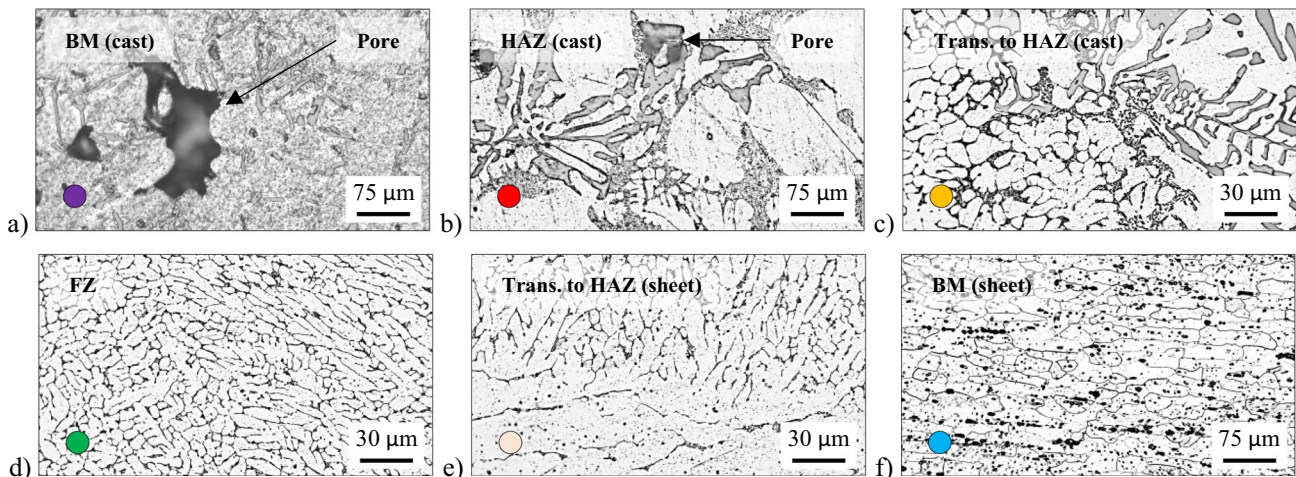 BM (cast)
Pore
75 µm
a)
HAZ (cast)
Pore
75 µm
b)
Trans. to HAZ (cast)
30 µm
c)
FZ
30 µm
d)
Trans. to HAZ (sheet)
30 µm
e)
BM (sheet)
75 µm
f)